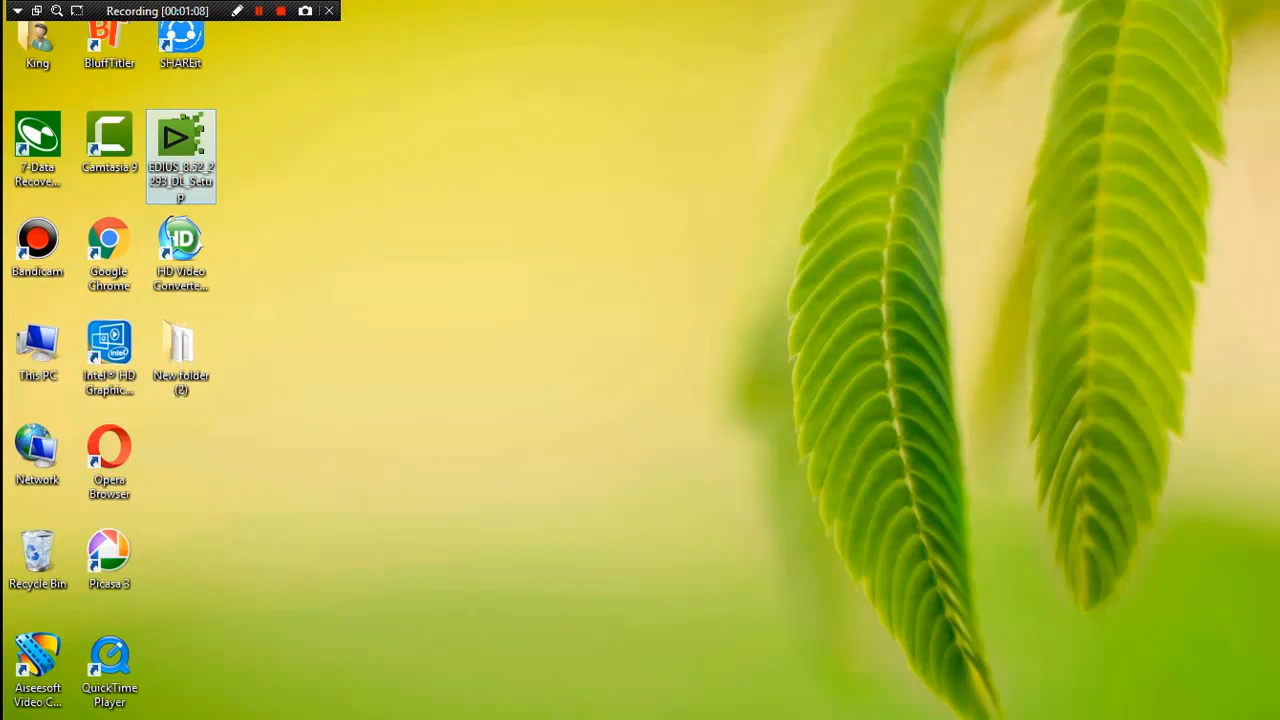 Recording [00:01:08]
King
BluffTitler
SHAREit
7-Data
Recove...
Camtasia 9
EDIUS_8.52_2
293_DL_Setu
p
Bandicam
Google
Chrome
HD
HD Video
Converte...
This PC
intel
Intel® HD
Graphic...
New folder
(2)
Network
Opera
Browser
Recycle Bin
Picasa 3
Aiseesoft
Video C...
QuickTime
Player